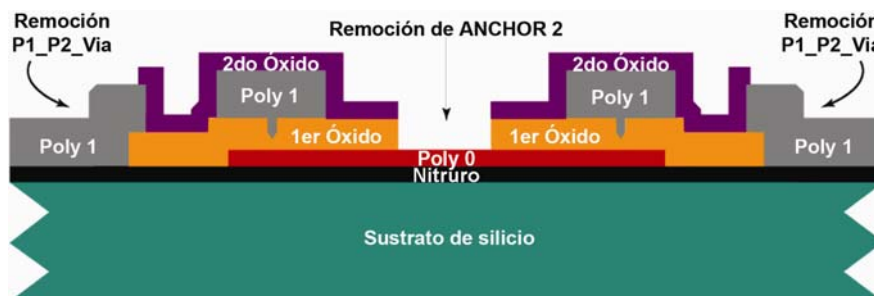 Remoción
P1_P2_Via
Remoción de ANCHOR 2
Remoción
P1_P2_Via
2do Óxido
2do Óxido
Poly 1
Poly 1
Poly 1
1er Óxido
1er Óxido
Poly 1
Poly 0
Nitruro
Sustrato de silicio